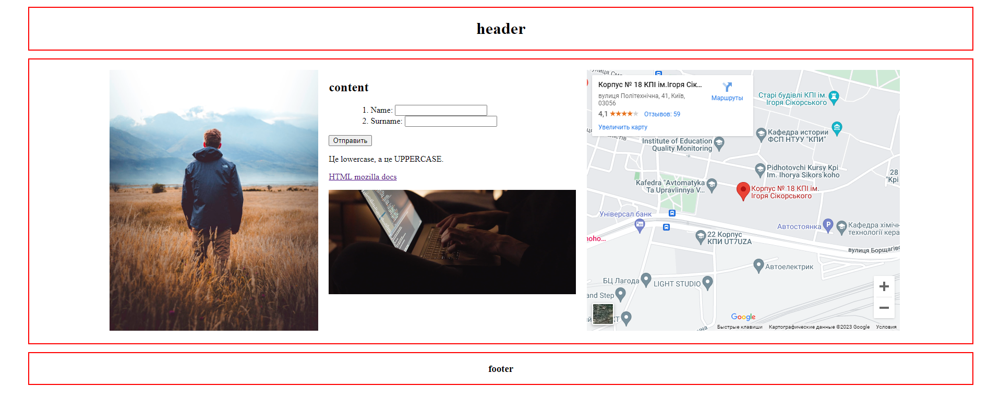 header
content
1. Name:
2. Surname:
Отправить
Це lowercase, а це UPPERCASE.
HTML mozilla docs
Корпус № 18 КПІ ім.Ігоря Сік...
вулиця Політехнічна, 41, Київ,
03056
4,1
Отзывов: 59
Увеличить карту
Маршруты
Старі будівлі КПІ ім.
Ігоря Сікорського
Кафедра истории
ФСП НТУУ "КПИ"
Institute of Education
Quality Monitoring
Pidhotovchi Kursy Kpi
Im. Ihorya Sikors'koho
28
"Крі
Kafedra "Avtomatyka
Ta Upravlinnya V...
Корпус № 18 КПІ ім.
Ігоря Сікорського
Універсал банк
Автостоянка
P
Кафедра хіміч
технології кера
22 Корпус
КПИ UT7UZA
вулиця Борщагівс
Автоелектрик
БЦ Лагода
LIGHT STUDIO
and Step
Google
Быстрые клавиши
Картографические данные ©2023 Google
Условия
footer